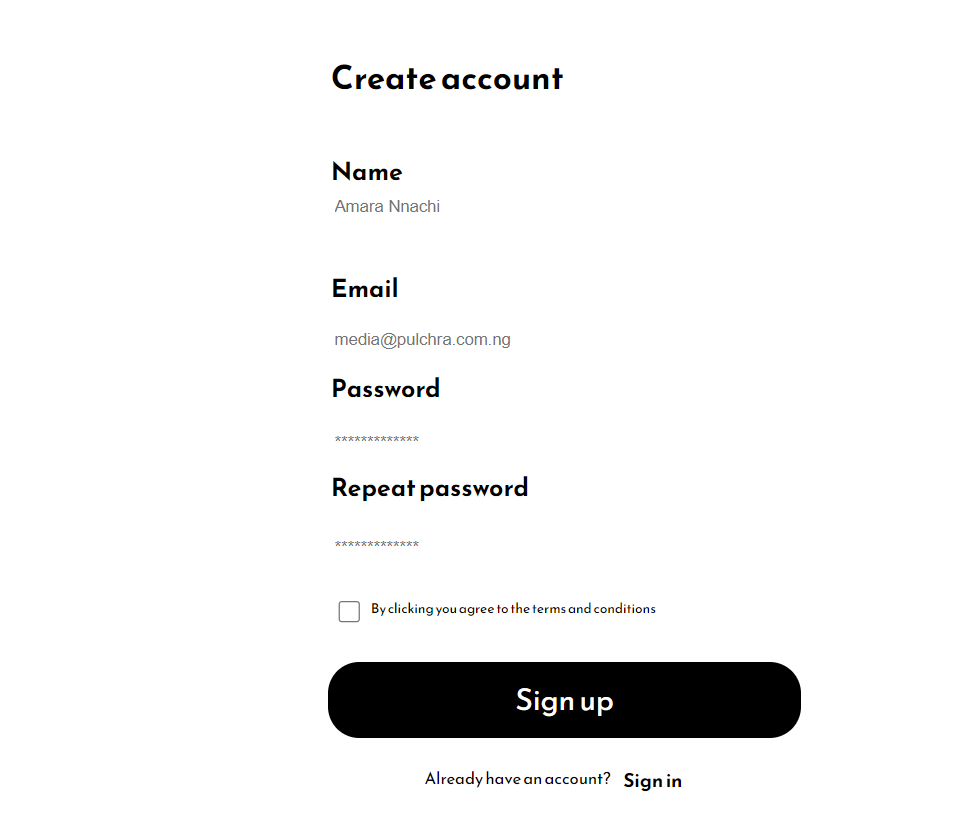 Create account
Name
Amara Nnachi
Email
media@pulchra.com.ng
Password
*************
Repeat password
*************
By clicking you agree to the terms and conditions
Sign up
Already have an account? Sign in